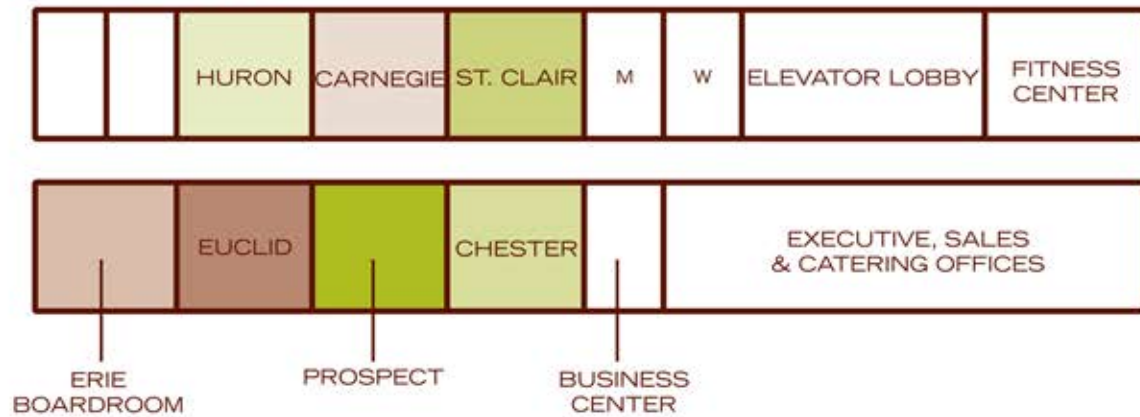 HURON
CARNEGIE
ST. CLAIR
M
W
ELEVATOR LOBBY
FITNESS
CENTER
EUCLID
CHESTER
EXECUTIVE, SALES
& CATERING OFFICES
ERIE
BOARDROOM
PROSPECT
BUSINESS
CENTER